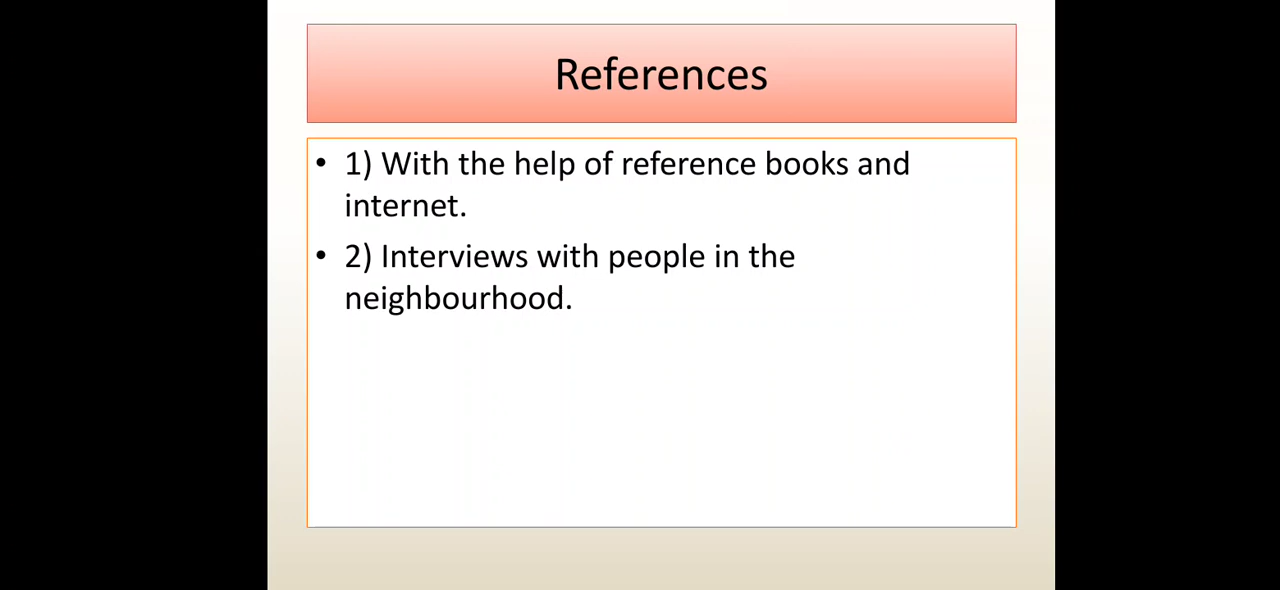 References
• 1) With the help of reference books and
internet.
• 2) Interviews with people in the
neighbourhood.